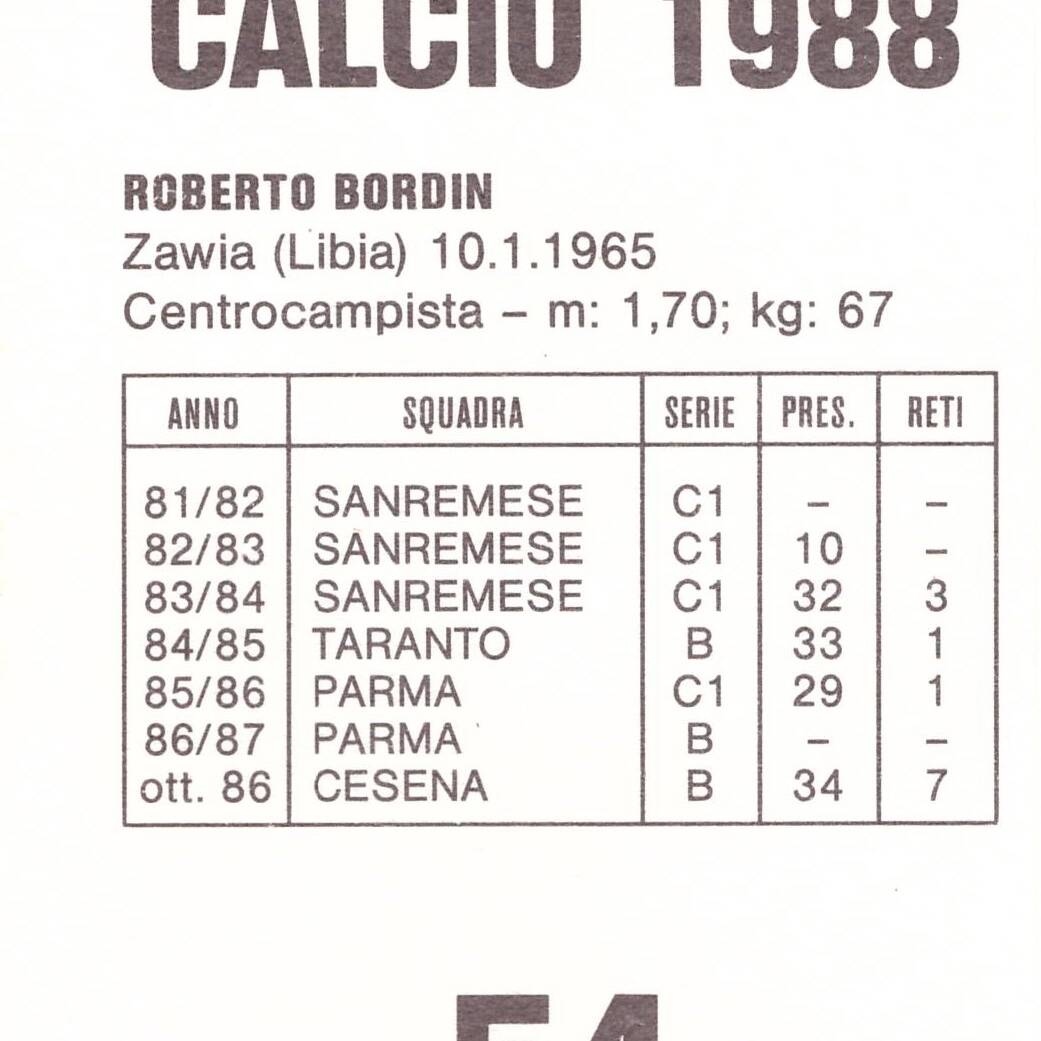 CALCIO 1988
ROBERTO BORDIN
Zawia (Libia) 10.1.1965
Centrocampista – m: 1,70; kg: 67
ANNO SQUADRA SERIE PRES. RETI
81/82 SANREMESE C1 – –
82/83 SANREMESE C1 10 –
83/84 SANREMESE C1 32 3
84/85 TARANTO B 33 1
85/86 PARMA C1 29 1
86/87 PARMA B – –
ott. 86 CESENA B 34 7